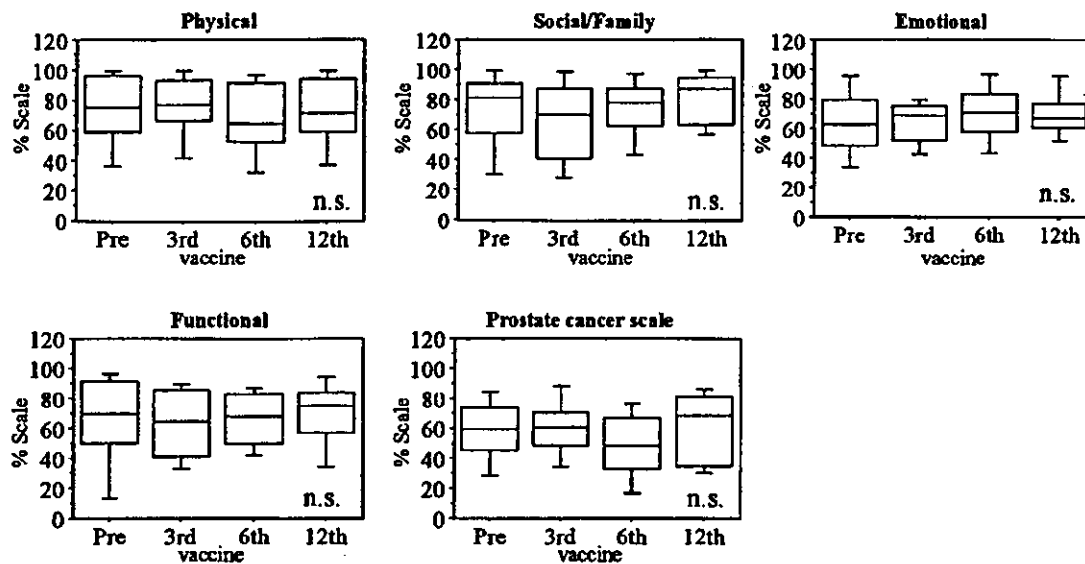 Physical
120
100
80
60
40
20
0
% Scale
n.s.
Pre 3rd 6th 12th
vaccine
Social/Family
120
100
80
60
40
20
0
% Scale
n.s.
Pre 3rd 6th 12th
vaccine
Emotional
120
100
80
60
40
20
0
% Scale
n.s.
Pre 3rd 6th 12th
vaccine
Functional
120
100
80
60
40
20
0
% Scale
n.s.
Pre 3rd 6th 12th
vaccine
Prostate cancer scale
120
100
80
60
40
20
0
% Scale
n.s.
Pre 3rd 6th 12th
vaccine